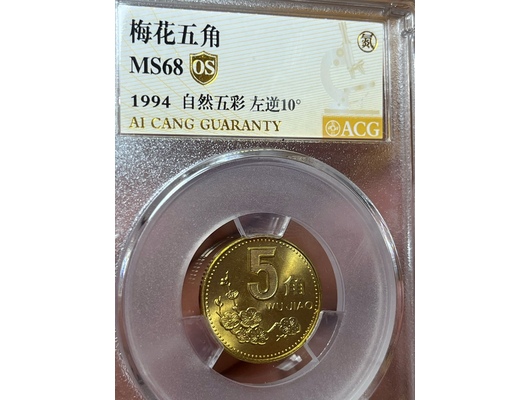 梅花五角
氮
MS68 OS
1994 自然五彩 左逆10°
AI CANG GUARANTY
ACG
5角
WUJIAO